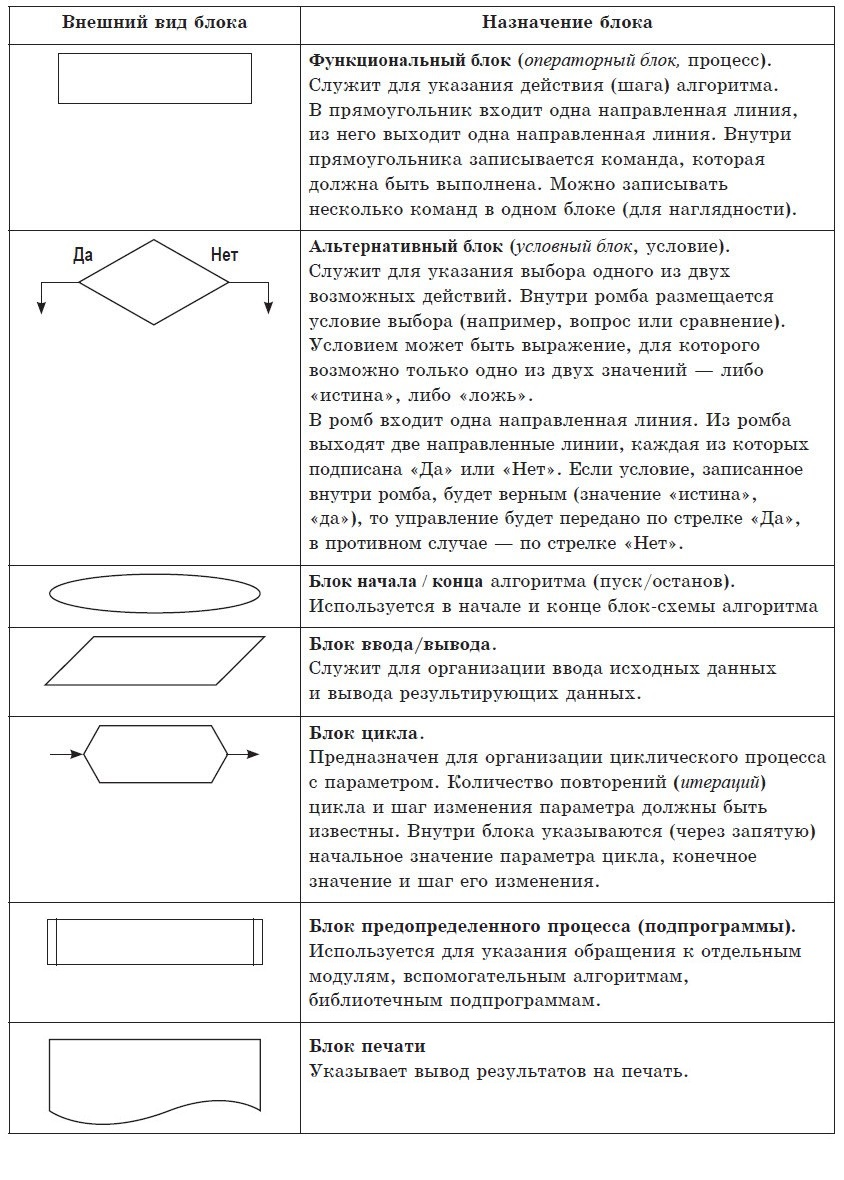 Внешний вид блока
Назначение блока
Функциональный блок (операторный блок, процесс).
Служит для указания действия (шага) алгоритма.
В прямоугольник входит одна направленная линия,
из него выходит одна направленная линия. Внутри
прямоугольника записывается команда, которая
должна быть выполнена. Можно записывать
несколько команд в одном блоке (для наглядности).
Да
Нет
Альтернативный блок (условный блок, условие).
Служит для указания выбора одного из двух
возможных действий. Внутри ромба размещается
условие выбора (например, вопрос или сравнение).
Условием может быть выражение, для которого
возможно только одно из двух значений — либо
«истина», либо «ложь».
В ромб входит одна направленная линия. Из ромба
выходят две направленные линии, каждая из которых
подписана «Да» или «Нет». Если условие, записанное
внутри ромба, будет верным (значение «истина»,
«да»), то управление будет передано по стрелке «Да»,
в противном случае — по стрелке «Нет».
Блок начала / конца алгоритма (пуск/останов).
Используется в начале и конце блок-схемы алгоритма
Блок ввода/вывода.
Служит для организации ввода исходных данных
и вывода результирующих данных.
Блок цикла.
Предназначен для организации циклического процесса
с параметром. Количество повторений (итераций)
цикла и шаг изменения параметра должны быть
известны. Внутри блока указываются (через запятую)
начальное значение параметра цикла, конечное
значение и шаг его изменения.
Блок предопределенного процесса (подпрограммы).
Используется для указания обращения к отдельным
модулям, вспомогательным алгоритмам,
библиотечным подпрограммам.
Блок печати
Указывает вывод результатов на печать.